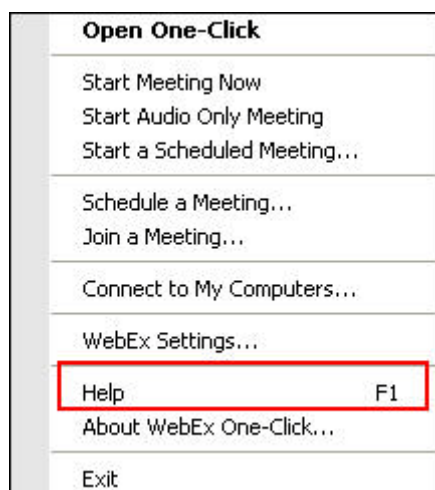 Open One-Click
Start Meeting Now
Start Audio Only Meeting
Start a Scheduled Meeting...
Schedule a Meeting...
Join a Meeting...
Connect to My Computers...
WebEx Settings...
Help F1
About WebEx One-Click...
Exit